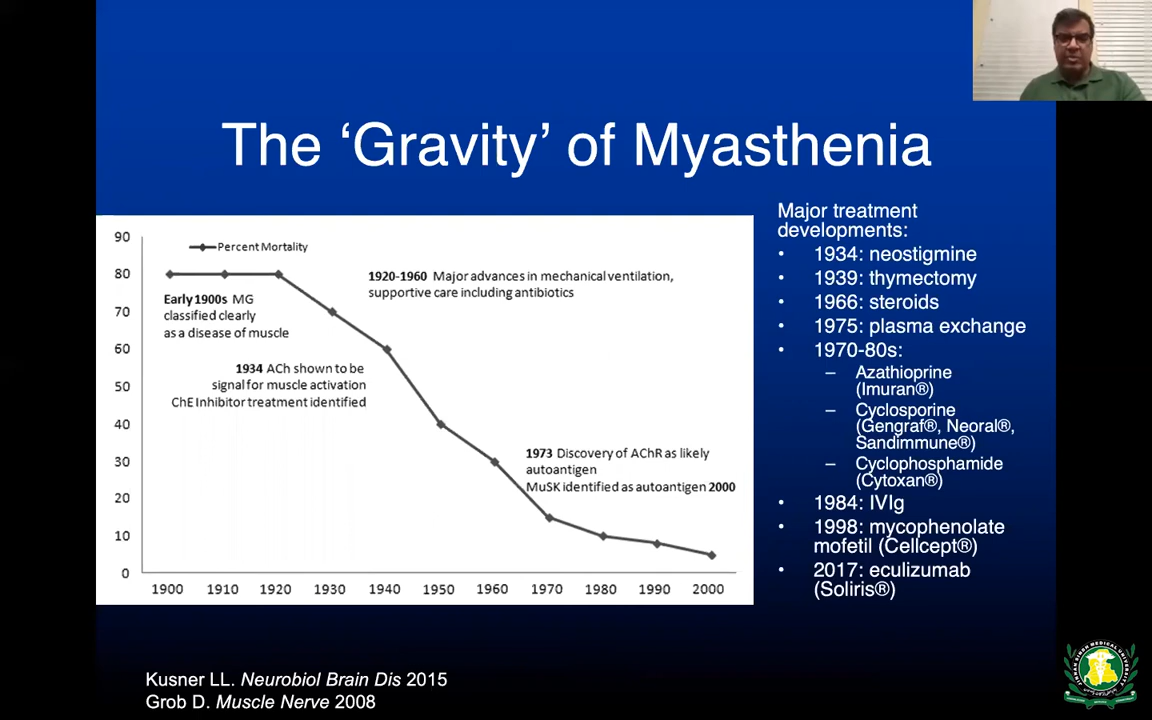 The ‘Gravity’ of Myasthenia
90
80
70
60
50
40
30
20
10
0
Percent Mortality
Early 1900s MG
classified clearly
as a disease of muscle
1920-1960 Major advances in mechanical ventilation,
supportive care including antibiotics
1934 ACh shown to be
signal for muscle activation
ChE Inhibitor treatment identified
1973 Discovery of AChR as likely
autoantigen
MuSK identified as autoantigen 2000
1900 1910 1920 1930 1940 1950 1960 1970 1980 1990 2000
Major treatment
developments:
• 1934: neostigmine
• 1939: thymectomy
• 1966: steroids
• 1975: plasma exchange
• 1970-80s:
– Azathioprine
(Imuran®)
– Cyclosporine
(Gengraf®, Neoral®,
Sandimmune®)
– Cyclophosphamide
(Cytoxan®)
• 1984: IVIg
• 1998: mycophenolate
mofetil (Cellcept®)
• 2017: eculizumab
(Soliris®)
Kusner LL. Neurobiol Brain Dis 2015
Grob D. Muscle Nerve 2008